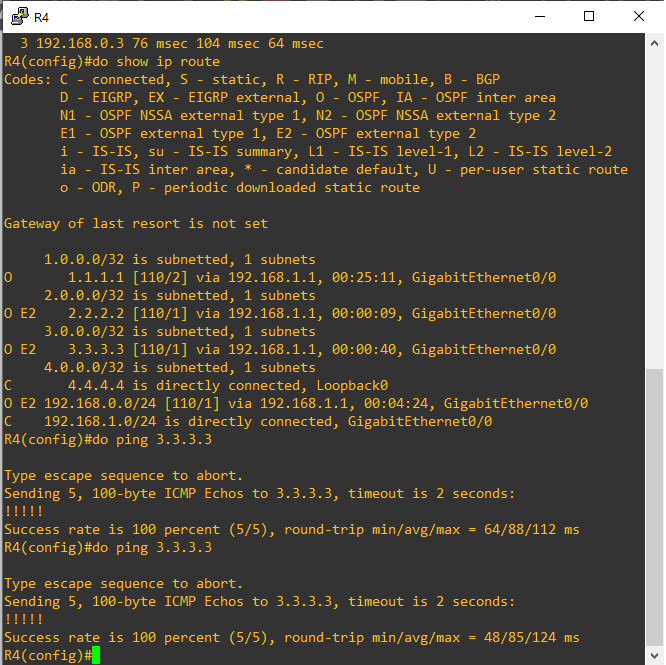 R4
  3 192.168.0.3 76 msec 104 msec 64 msec
R4(config)#do show ip route
Codes: C - connected, S - static, R - RIP, M - mobile, B - BGP
       D - EIGRP, EX - EIGRP external, O - OSPF, IA - OSPF inter area
       N1 - OSPF NSSA external type 1, N2 - OSPF NSSA external type 2
       E1 - OSPF external type 1, E2 - OSPF external type 2
       i - IS-IS, su - IS-IS summary, L1 - IS-IS level-1, L2 - IS-IS level-2
       ia - IS-IS inter area, * - candidate default, U - per-user static route
       o - ODR, P - periodic downloaded static route

Gateway of last resort is not set

     1.0.0.0/32 is subnetted, 1 subnets
O       1.1.1.1 [110/2] via 192.168.1.1, 00:25:11, GigabitEthernet0/0
     2.0.0.0/32 is subnetted, 1 subnets
O E2    2.2.2.2 [110/1] via 192.168.1.1, 00:00:09, GigabitEthernet0/0
     3.0.0.0/32 is subnetted, 1 subnets
O E2    3.3.3.3 [110/1] via 192.168.1.1, 00:00:40, GigabitEthernet0/0
     4.0.0.0/32 is subnetted, 1 subnets
C       4.4.4.4 is directly connected, Loopback0
O E2 192.168.0.0/24 [110/1] via 192.168.1.1, 00:04:24, GigabitEthernet0/0
C    192.168.1.0/24 is directly connected, GigabitEthernet0/0
R4(config)#do ping 3.3.3.3

Type escape sequence to abort.
Sending 5, 100-byte ICMP Echos to 3.3.3.3, timeout is 2 seconds:
!!!!!
Success rate is 100 percent (5/5), round-trip min/avg/max = 64/88/112 ms
R4(config)#do ping 3.3.3.3

Type escape sequence to abort.
Sending 5, 100-byte ICMP Echos to 3.3.3.3, timeout is 2 seconds:
!!!!!
Success rate is 100 percent (5/5), round-trip min/avg/max = 48/85/124 ms
R4(config)#